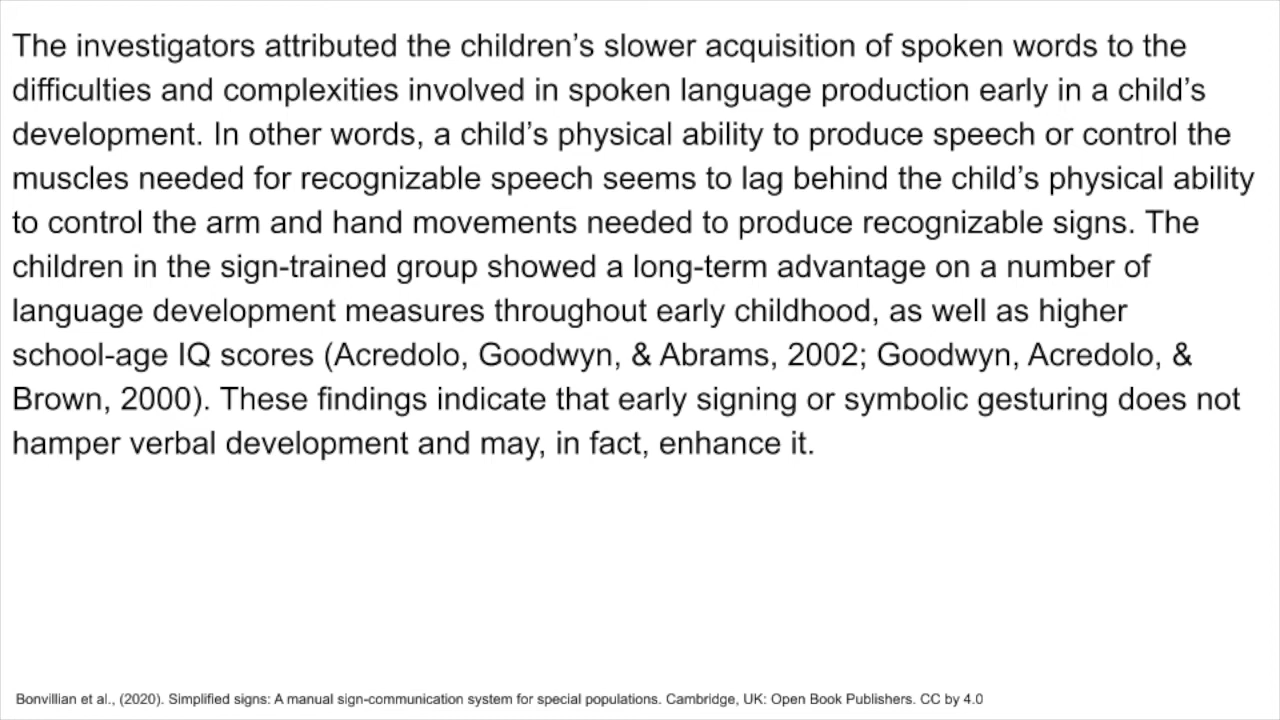 The investigators attributed the children’s slower acquisition of spoken words to the
difficulties and complexities involved in spoken language production early in a child’s
development. In other words, a child’s physical ability to produce speech or control the
muscles needed for recognizable speech seems to lag behind the child’s physical ability
to control the arm and hand movements needed to produce recognizable signs. The
children in the sign-trained group showed a long-term advantage on a number of
language development measures throughout early childhood, as well as higher
school-age IQ scores (Acredolo, Goodwyn, & Abrams, 2002; Goodwyn, Acredolo, &
Brown, 2000). These findings indicate that early signing or symbolic gesturing does not
hamper verbal development and may, in fact, enhance it.
Bonvillian et al., (2020). Simplified signs: A manual sign-communication system for special populations. Cambridge, UK: Open Book Publishers. CC by 4.0